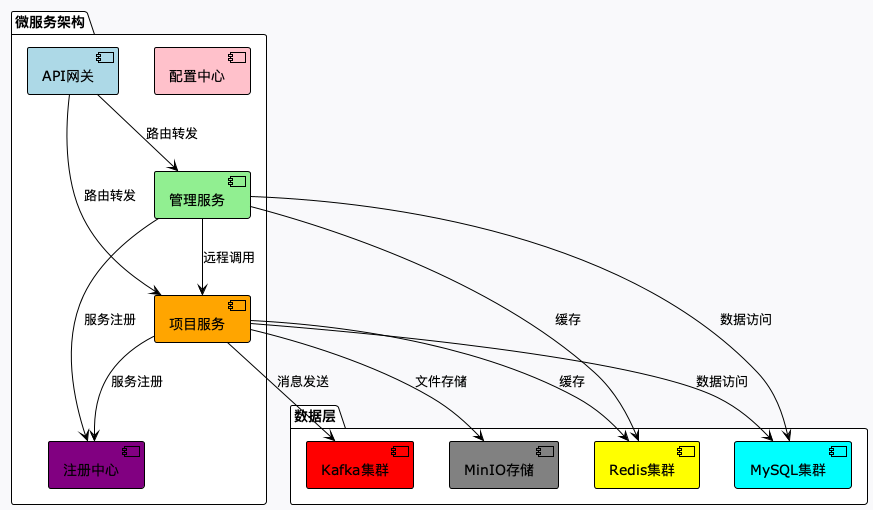 微服务架构
API网关
配置中心
路由转发
路由转发
管理服务
远程调用
服务注册
项目服务
缓存
数据访问
服务注册
消息发送
文件存储
缓存
数据访问
数据层
注册中心
Kafka集群
MinIO存储
Redis集群
MySQL集群